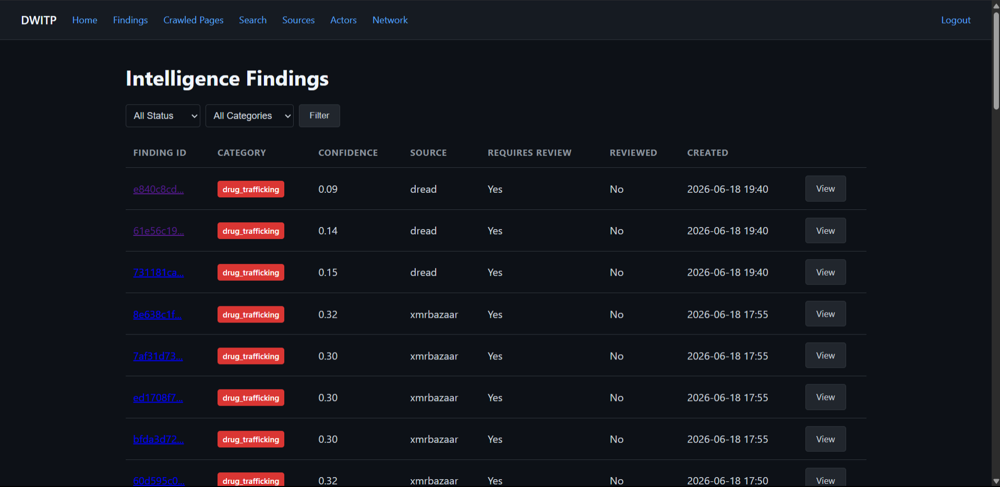 DWITP Home Findings Crawled Pages Search Sources Actors Network Logout
Intelligence Findings
All Status All Categories Filter
FINDING ID CATEGORY CONFIDENCE SOURCE REQUIRES REVIEW REVIEWED CREATED
e840c8cd... drug_trafficking 0.09 dread Yes No 2026-06-18 19:40 View
61e56c19... drug_trafficking 0.14 dread Yes No 2026-06-18 19:40 View
731181ca... drug_trafficking 0.15 dread Yes No 2026-06-18 19:40 View
8e638c1f... drug_trafficking 0.32 xmrbazaar Yes No 2026-06-18 17:55 View
7af31d73... drug_trafficking 0.30 xmrbazaar Yes No 2026-06-18 17:55 View
ed1708f7... drug_trafficking 0.30 xmrbazaar Yes No 2026-06-18 17:55 View
bfda3d72... drug_trafficking 0.30 xmrbazaar Yes No 2026-06-18 17:55 View
60d595c0... drug_trafficking 0.32 xmrbazaar Yes No 2026-06-18 17:50 View